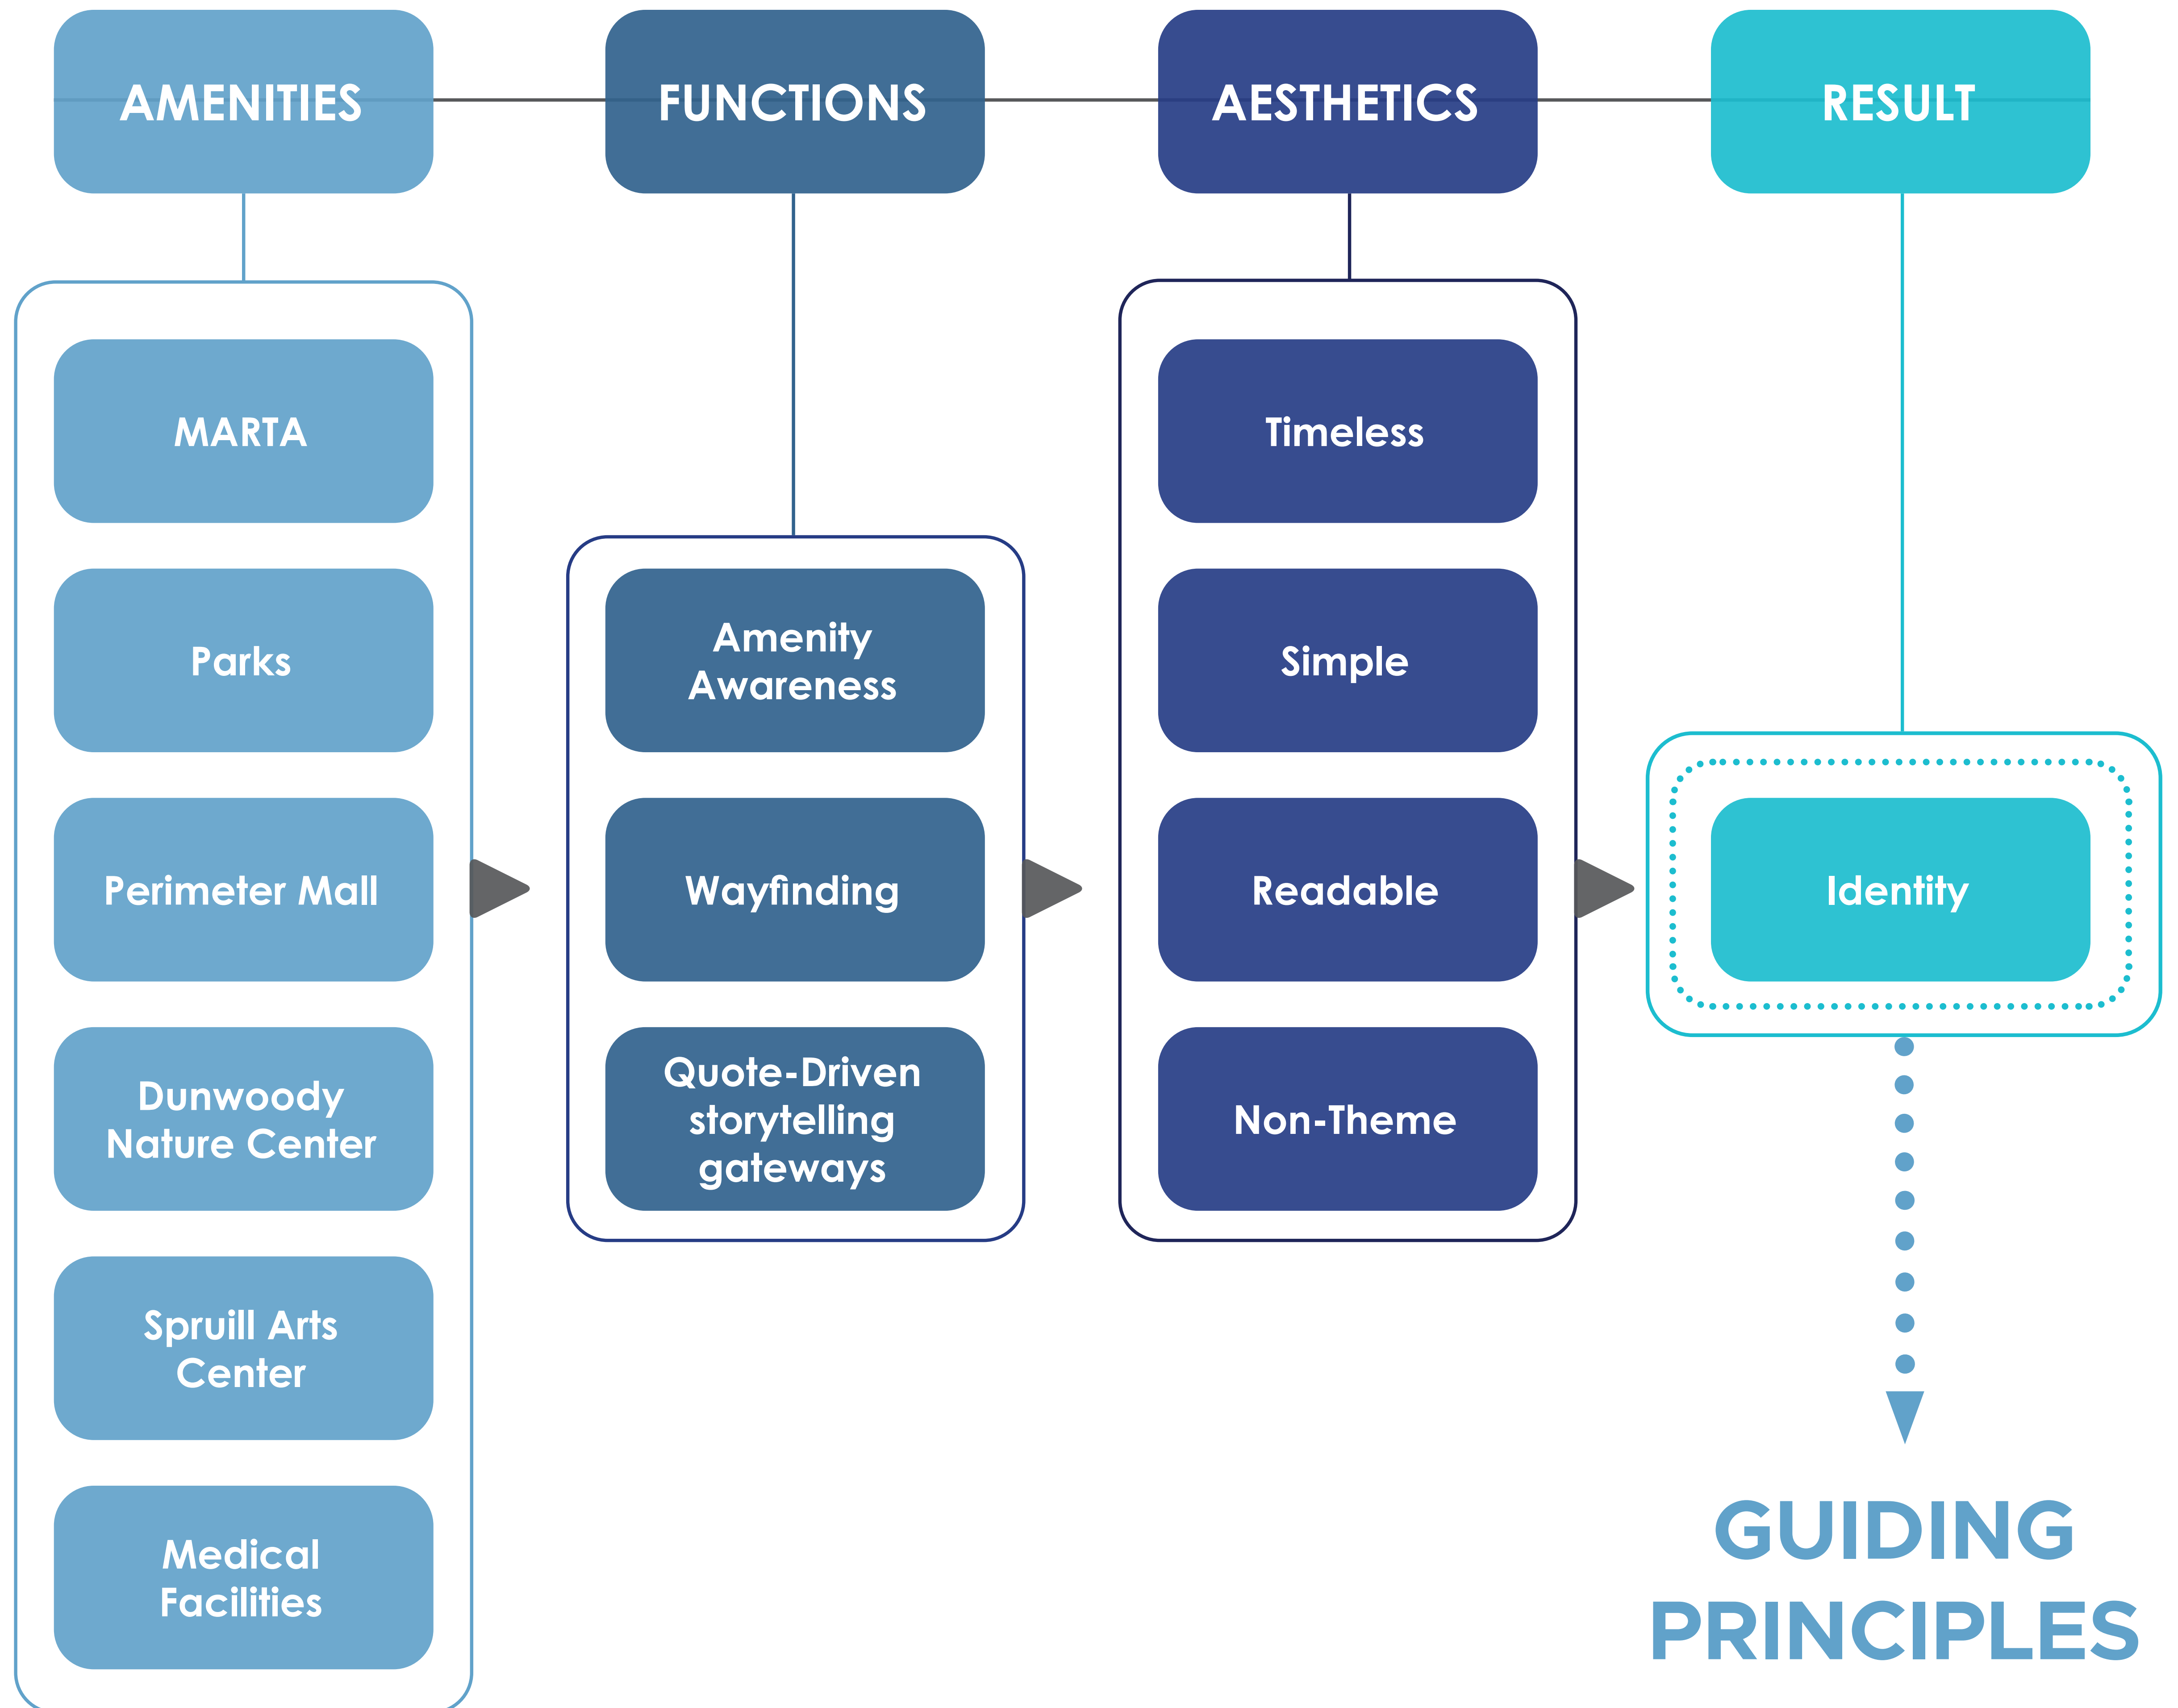 AMENITIES
FUNCTIONS
AESTHETICS
RESULT
MARTA
Parks
Perimeter Mall
Dunwoody
Nature Center
Spruill Arts
Center
Medical
Facilities
Amenity
Awareness
Wayfinding
Quote-Driven
storytelling
gateways
Timeless
Simple
Readable
Non-Theme
Identity
GUIDING
PRINCIPLES